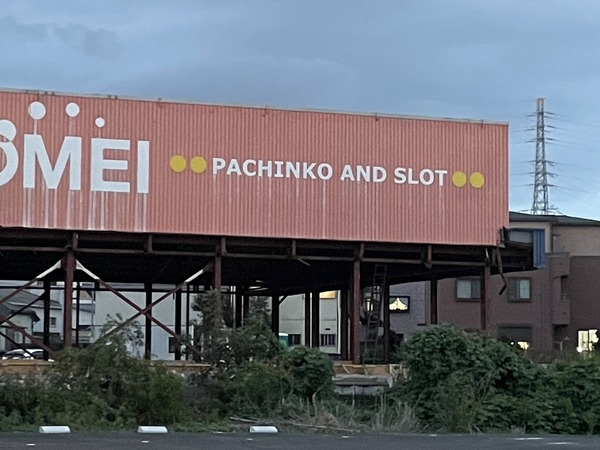 OMEI PACHINKO AND SLOT